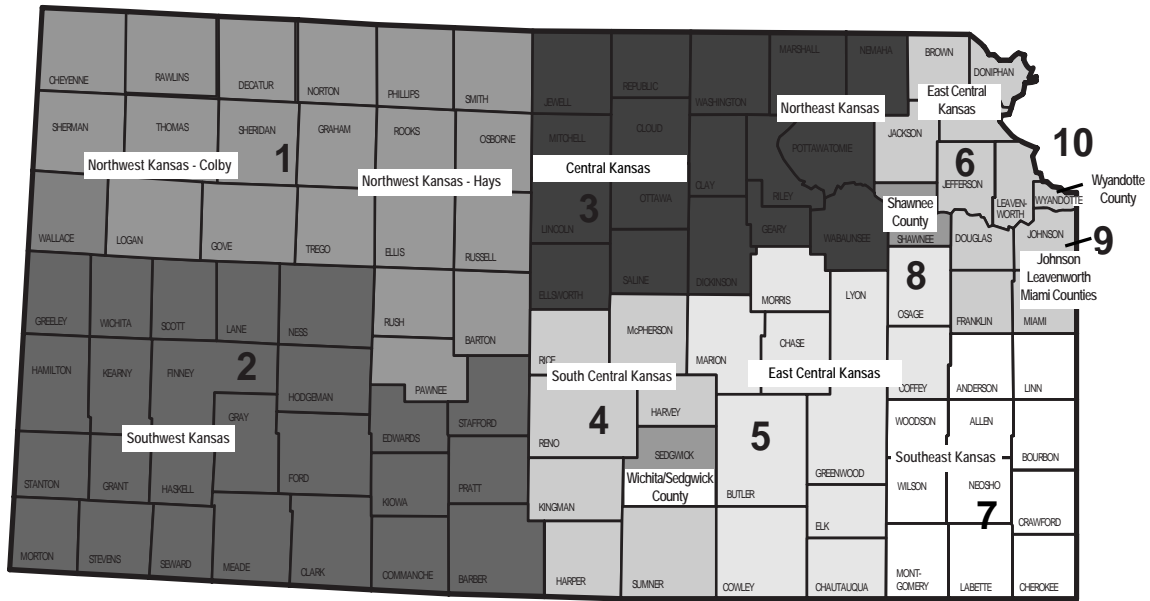 CHEYENNE
RAWLINS
DECATUR
NORTON
PHILLIPS
SMITH
JEWELL
REPUBLIC
WASHINGTON
MARSHALL
NEMAHA
BROWN
DONIPHAN
Northeast Kansas
East Central
Kansas
SHERMAN
THOMAS
SHERIDAN
GRAHAM
ROOKS
OSBORNE
MITCHELL
CLOUD
CLAY
POTTAWATOMIE
RILEY
JACKSON
10
Northwest Kansas - Colby
1
Northwest Kansas - Hays
Central Kansas
3
OTTAWA
6
JEFFERSON
LEAVEN-
WORTH
WYANDOTTE
Wyandotte
County
Shawnee
County
WALLACE
LOGAN
GOVE
TREGO
ELLIS
RUSSELL
LINCOLN
GEARY
WABAUNSEE
SHAWNEE
DOUGLAS
JOHNSON
9
Johnson
Leavenworth
Miami Counties
ELLSWORTH
SALINE
DICKINSON
MORRIS
LYON
8
OSAGE
FRANKLIN
MIAMI
GREELEY
WICHITA
SCOTT
LANE
NESS
RUSH
BARTON
RICE
McPHERSON
MARION
CHASE
South Central Kansas
East Central Kansas
COFFEY
ANDERSON
LINN
HAMILTON
KEARNY
FINNEY
2
HODGEMAN
PAWNEE
STAFFORD
GRAY
EDWARDS
RENO
4
HARVEY
5
WOODSON
ALLEN
Southwest Kansas
SEDGWICK
Wichita/Sedgwick
County
Southeast Kansas
BOURBON
STANTON
GRANT
HASKELL
FORD
KIOWA
PRATT
KINGMAN
BUTLER
GREENWOOD
WILSON
NEOSHO
7
CRAWFORD
ELK
MORTON
STEVENS
SEWARD
MEADE
CLARK
COMMANCHE
BARBER
HARPER
SUMNER
COWLEY
CHAUTAUQUA
MONT-
GOMERY
LABETTE
CHEROKEE